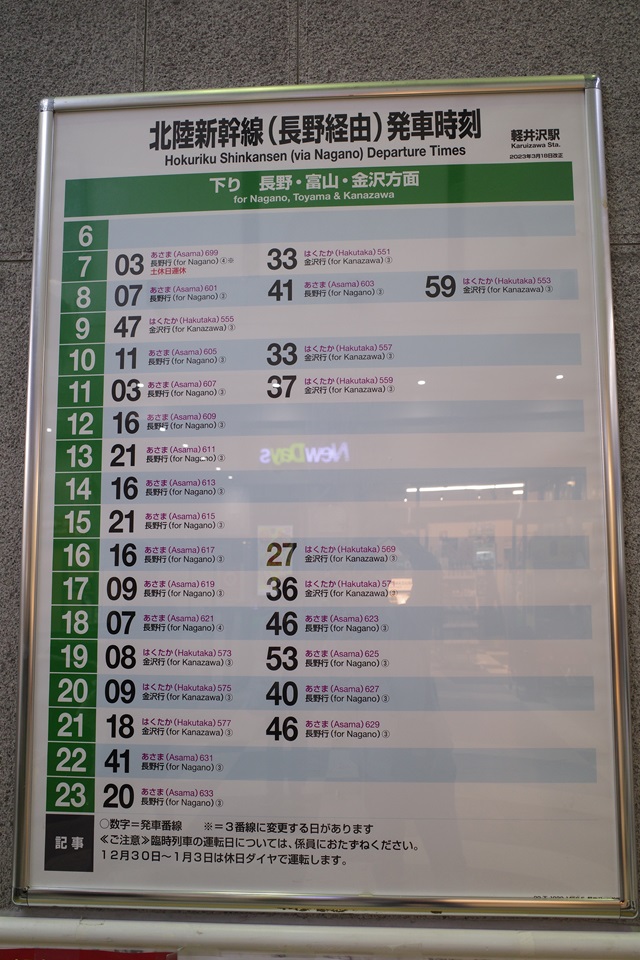 北陸新幹線（長野経由）発車時刻
Hokuriku Shinkansen (via Nagano) Departure Times
軽井沢駅
Karuizawa Sta.
2023年3月18日改正
下り 長野・富山・金沢方面
for Nagano, Toyama & Kanazawa
6
7
03 あさま(Asama)699 長野行(for Nagano)④※ 土休日運休
33 はくたか(Hakutaka)551 金沢行(for Kanazawa)③
8
07 あさま(Asama)601 長野行(for Nagano)③
41 あさま(Asama)603 長野行(for Nagano)③
59 はくたか(Hakutaka)553 金沢行(for Kanazawa)③
9
47 はくたか(Hakutaka)555 金沢行(for Kanazawa)③
10
11 あさま(Asama)605 長野行(for Nagano)③
33 はくたか(Hakutaka)557 金沢行(for Kanazawa)③
11
03 あさま(Asama)607 長野行(for Nagano)③
37 はくたか(Hakutaka)559 金沢行(for Kanazawa)③
12
16 あさま(Asama)609 長野行(for Nagano)③
13
21 あさま(Asama)611 長野行(for Nagano)③
14
16 あさま(Asama)613 長野行(for Nagano)③
15
21 あさま(Asama)615 長野行(for Nagano)③
16
16 あさま(Asama)617 長野行(for Nagano)③
27 はくたか(Hakutaka)569 金沢行(for Kanazawa)③
17
09 あさま(Asama)619 長野行(for Nagano)③
36 はくたか(Hakutaka)571 金沢行(for Kanazawa)
18
07 あさま(Asama)621 長野行(for Nagano)④
46 あさま(Asama)623 長野行(for Nagano)③
19
08 はくたか(Hakutaka)573 金沢行(for Kanazawa)③
53 あさま(Asama)625 長野行(for Nagano)③
20
09 はくたか(Hakutaka)575 金沢行(for Kanazawa)③
40 あさま(Asama)627 長野行(for Nagano)③
21
18 はくたか(Hakutaka)577 金沢行(for Kanazawa)③
46 あさま(Asama)629 長野行(for Nagano)③
22
41 あさま(Asama)631 長野行(for Nagano)③
23
20 あさま(Asama)633 長野行(for Nagano)③
NewDays
記事
○数字＝発車番線 ※＝３番線に変更する日があります
≪ご注意≫臨時列車の運転日については、係員におたずねください。
１２月３０日～１月３日は休日ダイヤで運転します。